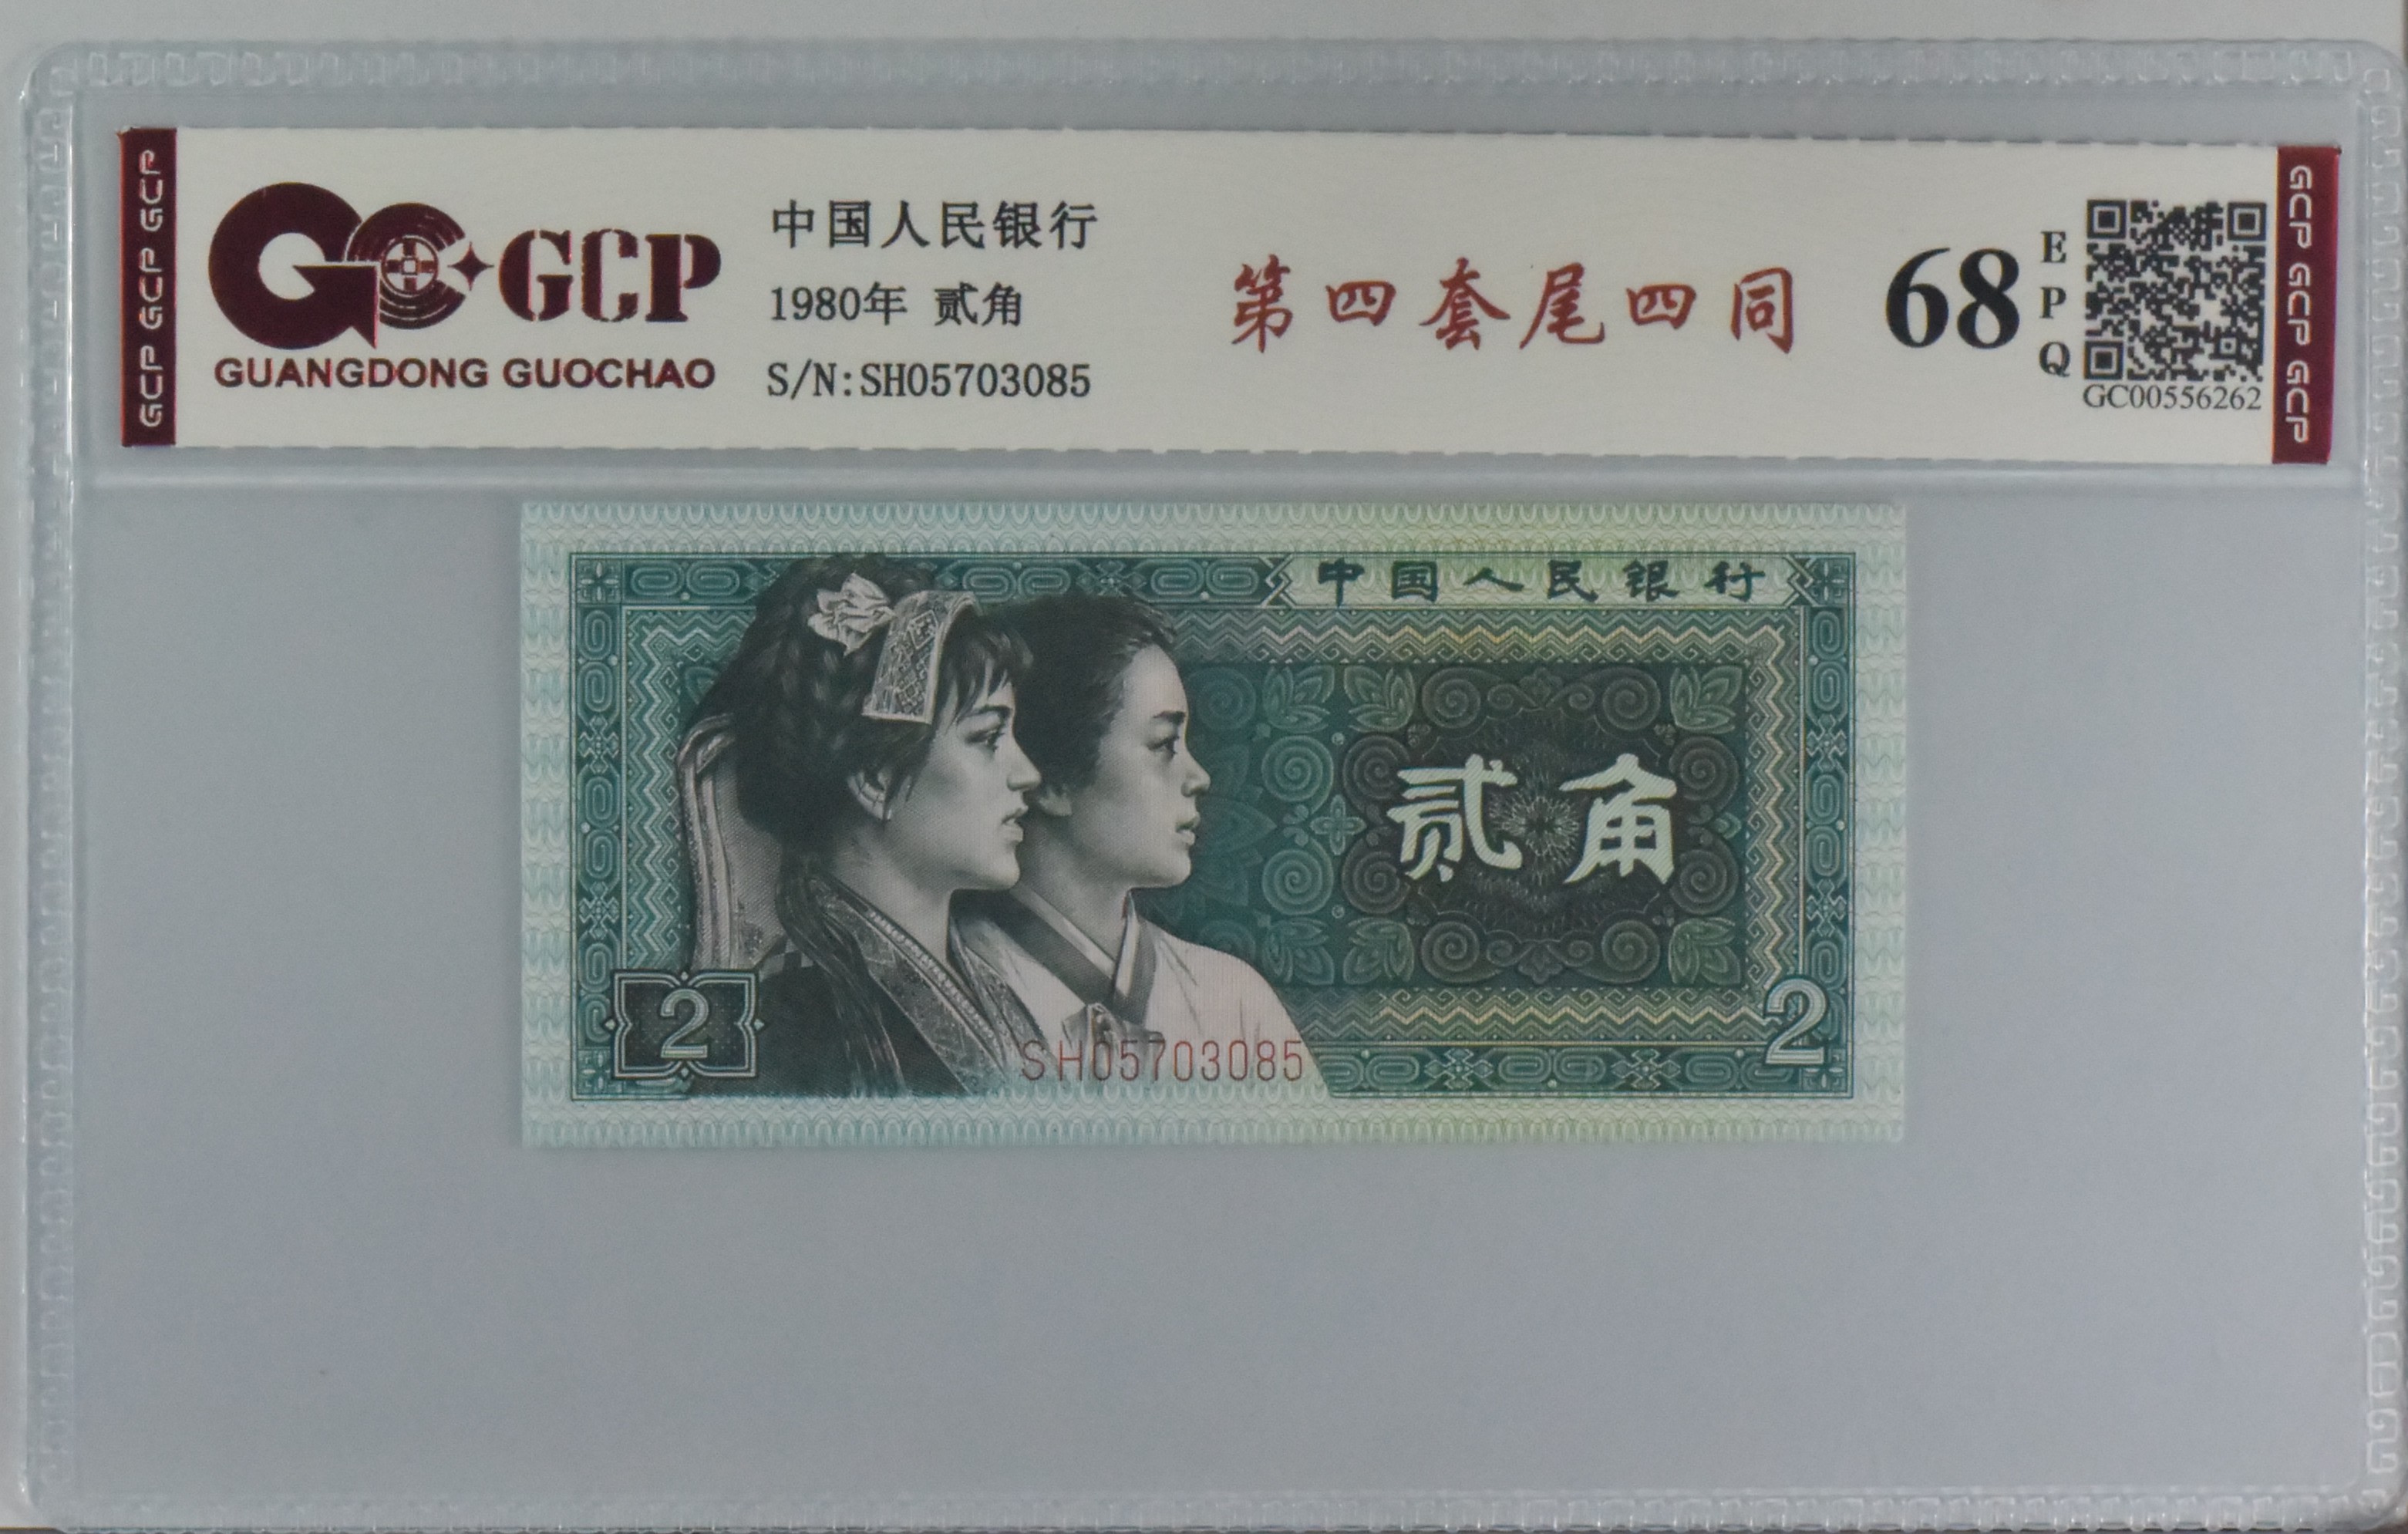 GCP GCP GCP
GCP
GUANGDONG GUOCHAO
中国人民银行
1980年 贰角
S/N:SH05703085
第四套尾四同
68
E
P
Q
GC00556262
GCP GCP GCP
中国人民银行
贰角
2
SH05703085
2